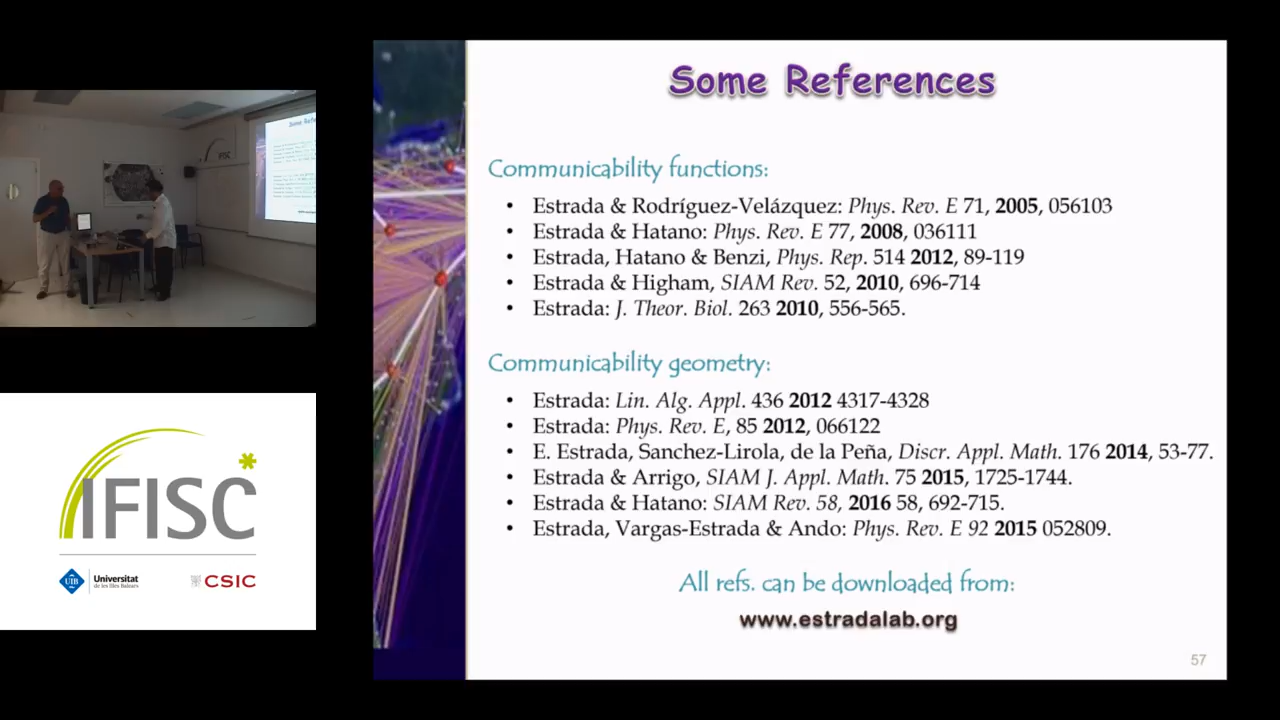 Some References
Communicability functions:
• Estrada & Rodríguez-Velázquez: Phys. Rev. E 71, 2005, 056103
• Estrada & Hatano: Phys. Rev. E 77, 2008, 036111
• Estrada, Hatano & Benzi, Phys. Rep. 514 2012, 89-119
• Estrada & Higham, SIAM Rev. 52, 2010, 696-714
• Estrada: J. Theor. Biol. 263 2010, 556-565.
Communicability geometry:
• Estrada: Lin. Alg. Appl. 436 2012 4317-4328
• Estrada: Phys. Rev. E, 85 2012, 066122
• E. Estrada, Sanchez-Lirola, de la Peña, Discr. Appl. Math. 176 2014, 53-77.
• Estrada & Arrigo, SIAM J. Appl. Math. 75 2015, 1725-1744.
• Estrada & Hatano: SIAM Rev. 58, 2016 58, 692-715.
• Estrada, Vargas-Estrada & Ando: Phys. Rev. E 92 2015 052809.
All refs. can be downloaded from:
www.estradalab.org
57
IFISC
UIB
Universitat
de les Illes Balears
CSIC